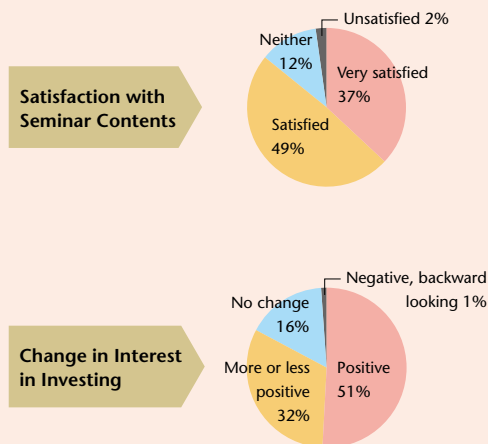 Satisfaction with
Seminar Contents
Unsatisfied 2%
Neither
12%
Very satisfied
37%
Satisfied
49%
Change in Interest
in Investing
Negative, backward
looking 1%
No change
16%
Positive
51%
More or less
positive
32%